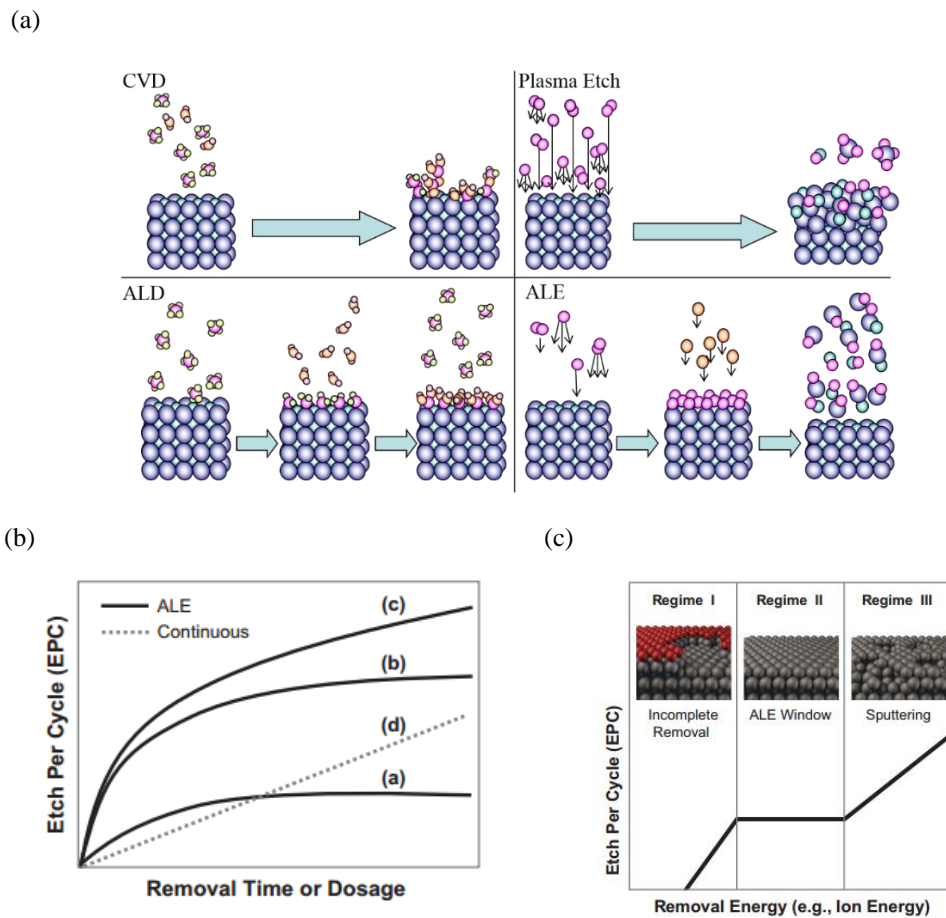 (a)
CVD
Plasma Etch
ALD
ALE
(b)
(c)
Etch Per Cycle (EPC)
ALE
Continuous
(c)
(b)
(d)
(a)
Removal Time or Dosage
Etch Per Cycle (EPC)
Regime I
Regime II
Regime III
Incomplete
Removal
ALE Window
Sputtering
Removal Energy (e.g., Ion Energy)